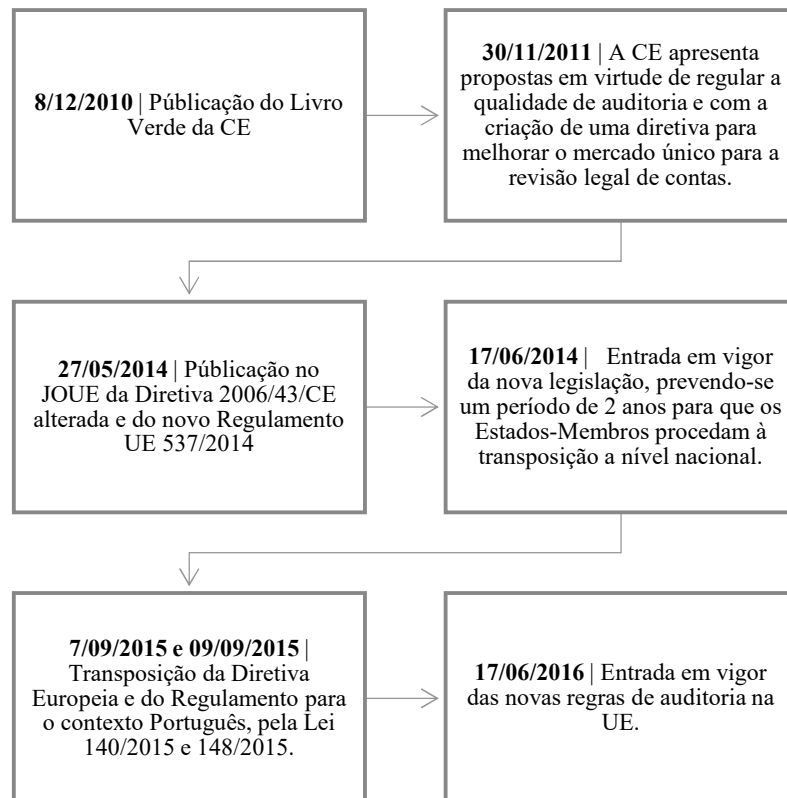 8/12/2010 | Públicação do Livro
Verde da CE
30/11/2011 | A CE apresenta
propostas em virtude de regular a
qualidade de auditoria e com a
criação de uma diretiva para
melhorar o mercado único para a
revisão legal de contas.
27/05/2014 | Públicação no
JOUE da Diretiva 2006/43/CE
alterada e do novo Regulamento
UE 537/2014
17/06/2014 | Entrada em vigor
da nova legislação, prevendo-se
um período de 2 anos para que os
Estados-Membros procedam à
transposição a nível nacional.
7/09/2015 e 09/09/2015 |
Transposição da Diretiva
Europeia e do Regulamento para
o contexto Português, pela Lei
140/2015 e 148/2015.
17/06/2016 | Entrada em vigor
das novas regras de auditoria na
UE.